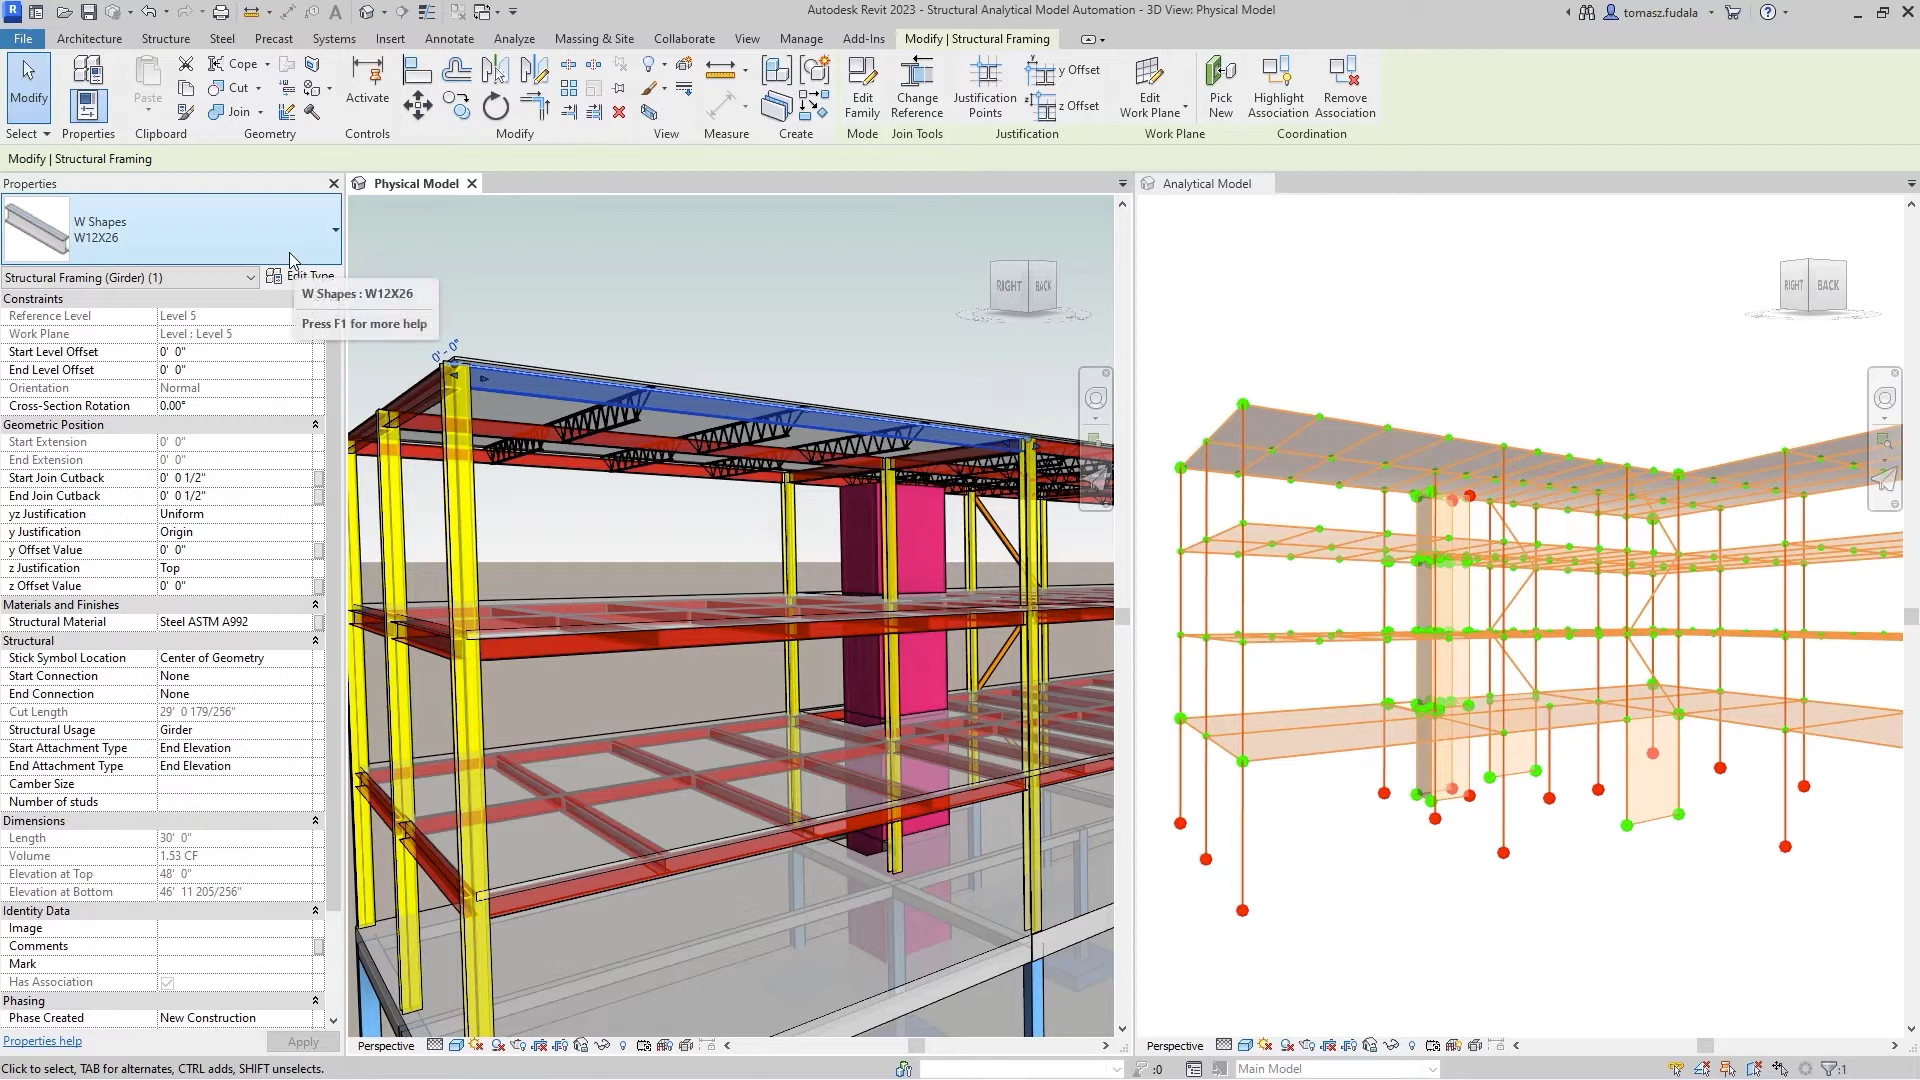 Autodesk Revit 2023 - Structural Analytical Model Automation - 3D View: Physical Model
tomasz.fudala
File Architecture Structure Steel Precast Systems Insert Annotate Analyze Massing & Site Collaborate View Manage Add-Ins Modify | Structural Framing
Modify
Paste
Cope
Cut
Join
Activate
Edit Family
Change Reference
Justification Points
y Offset
z Offset
Edit Work Plane
Pick New
Highlight Association
Remove Association
Select Properties Clipboard Geometry Controls Modify View Measure Create Mode Join Tools Justification Work Plane Coordination
Modify | Structural Framing
Properties
W Shapes
W12X26
Structural Framing (Girder) (1)
Edit Type
W Shapes : W12X26
Press F1 for more help
Constraints
Reference Level Level 5
Work Plane Level : Level 5
Start Level Offset 0' 0"
End Level Offset 0' 0"
Orientation Normal
Cross-Section Rotation 0.00°
Geometric Position
Start Extension 0' 0"
End Extension 0' 0"
Start Join Cutback 0' 0 1/2"
End Join Cutback 0' 0 1/2"
yz Justification Uniform
y Justification Origin
y Offset Value 0' 0"
z Justification Top
z Offset Value 0' 0"
Materials and Finishes
Structural Material Steel ASTM A992
Structural
Stick Symbol Location Center of Geometry
Start Connection None
End Connection None
Cut Length 29' 0 179/256"
Structural Usage Girder
Start Attachment Type End Elevation
End Attachment Type End Elevation
Camber Size
Number of studs
Dimensions
Length 30' 0"
Volume 1.53 CF
Elevation at Top 48' 0"
Elevation at Bottom 46' 11 205/256"
Identity Data
Image
Comments
Mark
Has Association
Phasing
Phase Created New Construction
Properties help
Apply
Physical Model
0' - 0"
RIGHT BACK
Perspective
Analytical Model
RIGHT BACK
Perspective
Click to select, TAB for alternates, CTRL adds, SHIFT unselects.
:0
Main Model
:1